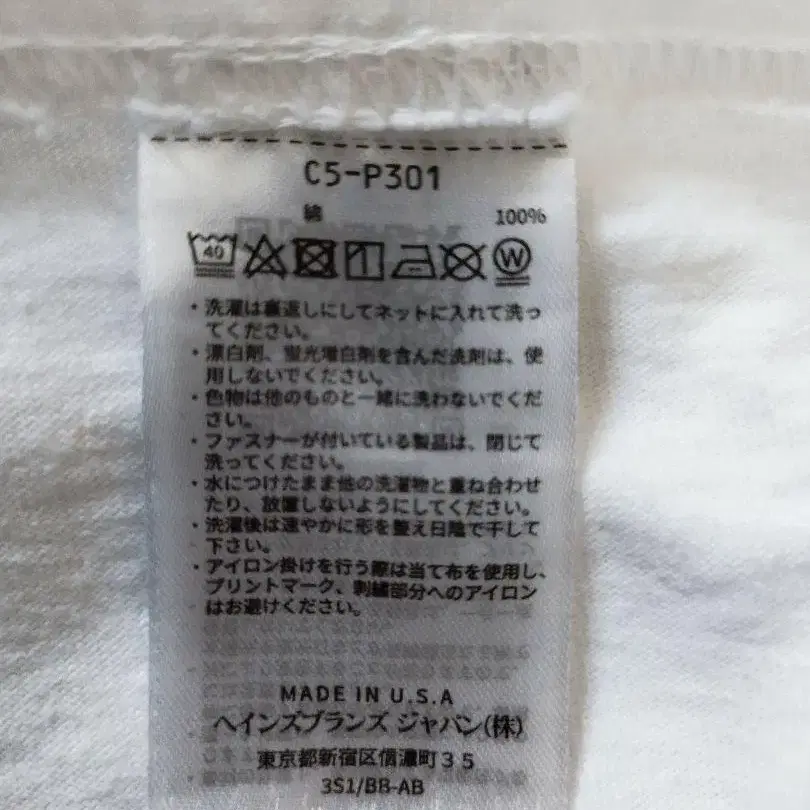 C5-P301
綿 100%
40 W
・洗濯は裏返しにしてネットに入れて洗っ
てください。
・漂白剤、蛍光増白剤を含んだ洗剤は、使
用しないでください。
・色物は他のものと一緒に洗わないでくだ
さい。
・ファスナーが付いている製品は、閉じて
洗ってください。
・水につけたまま他の洗濯物と重ね合わせ
たり、放置しないようにしてください。
・洗濯後は速やかに形を整え日陰で干して
下さい。
・アイロン掛けを行う際は当て布を使用し、
プリントマーク、刺繍部分へのアイロン
はお避けください。
MADE IN U.S.A
ヘインズブランズ ジャパン(株)
東京都新宿区信濃町35
3S1/BB-AB